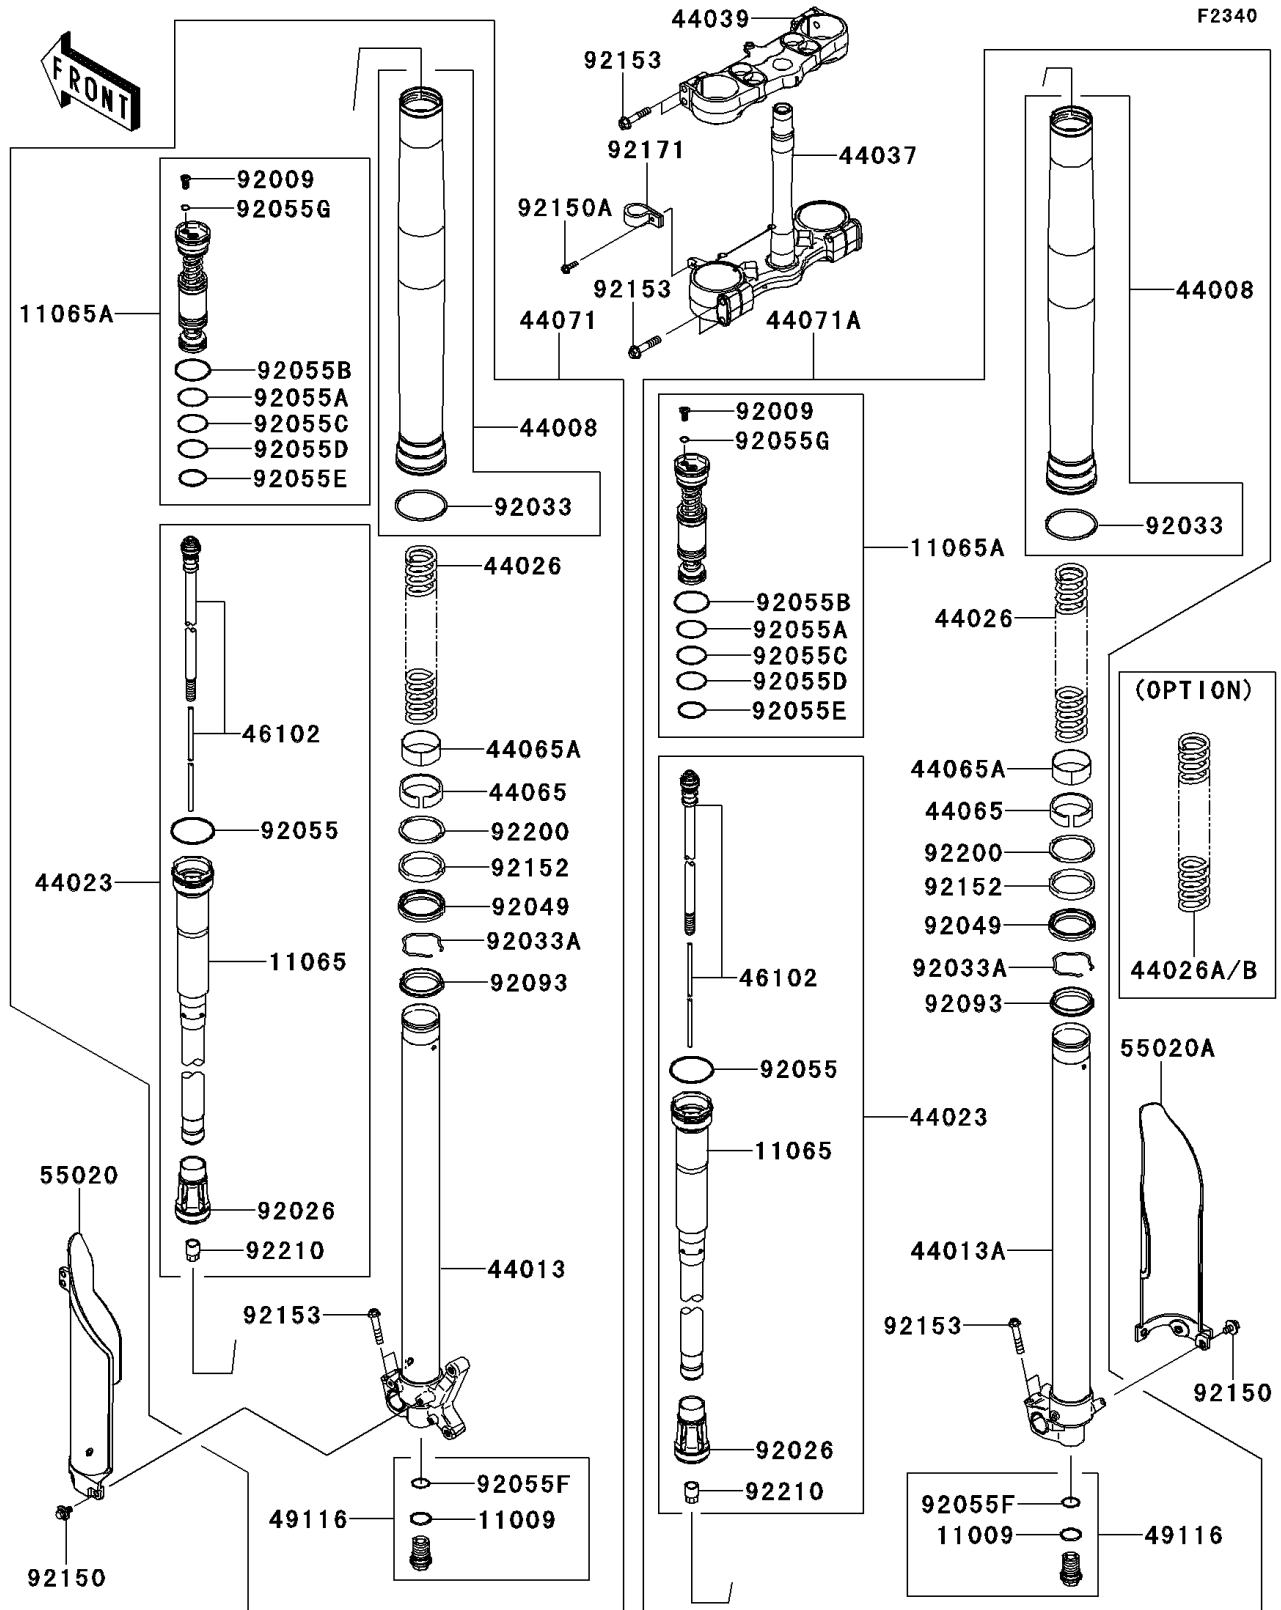 F2340
FRONT
44039
92153
92171
44037
92150A
92153
44071
44071A
92009
92055G
11065A
92055B
92055A
92055C
92055D
92055E
44008
92033
44026
46102
44065A
44065
92200
92152
92049
92033A
92093
92055
44023
11065
92026
92210
44013
92153
55020
92150
92055F
11009
49116
92009
92055G
11065A
92055B
92055A
92055C
92055D
92055E
46102
92055
44023
11065
92026
92210
44008
92033
44026
44065A
44065
92200
92152
92049
92033A
92093
(OPTION)
44026A/B
55020A
44013A
92153
92150
92055F
11009
49116